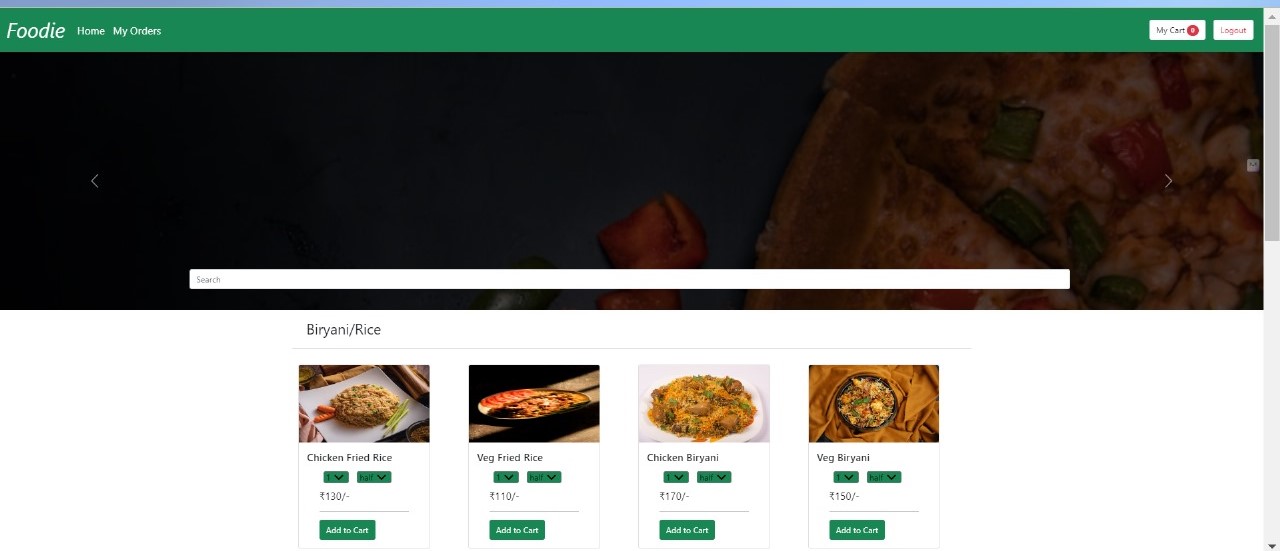 Foodie Home My Orders My Cart Logout
Search
Biryani/Rice
Chicken Fried Rice Veg Fried Rice Chicken Biryani Veg Biryani
1 half 1 half 1 half 1 half
₹130/- ₹110/- ₹170/- ₹150/-
Add to Cart Add to Cart Add to Cart Add to Cart